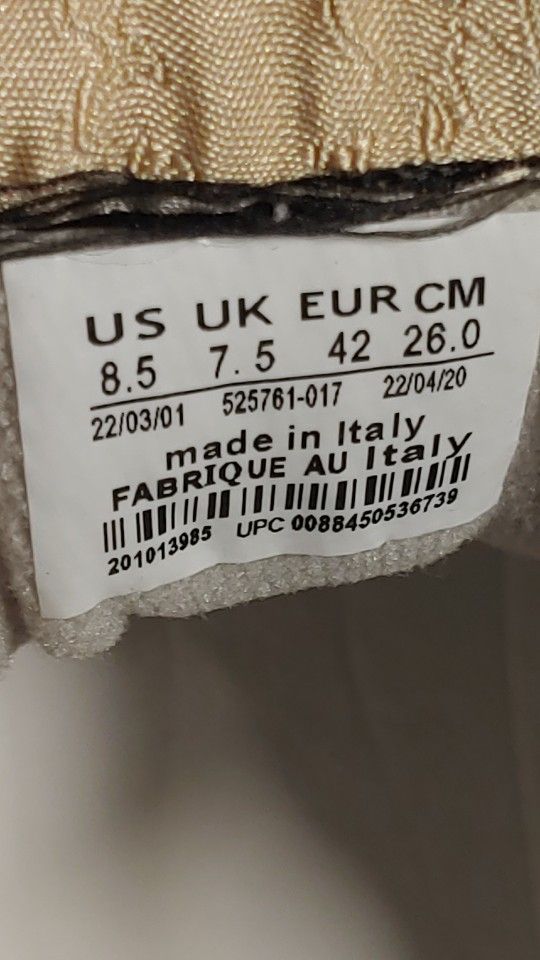 US UK EUR CM
8.5 7.5 42 26.0
22/03/01 525761-017 22/04/20
made in Italy
FABRIQUE AU Italy
201013985 UPC 0088450536739